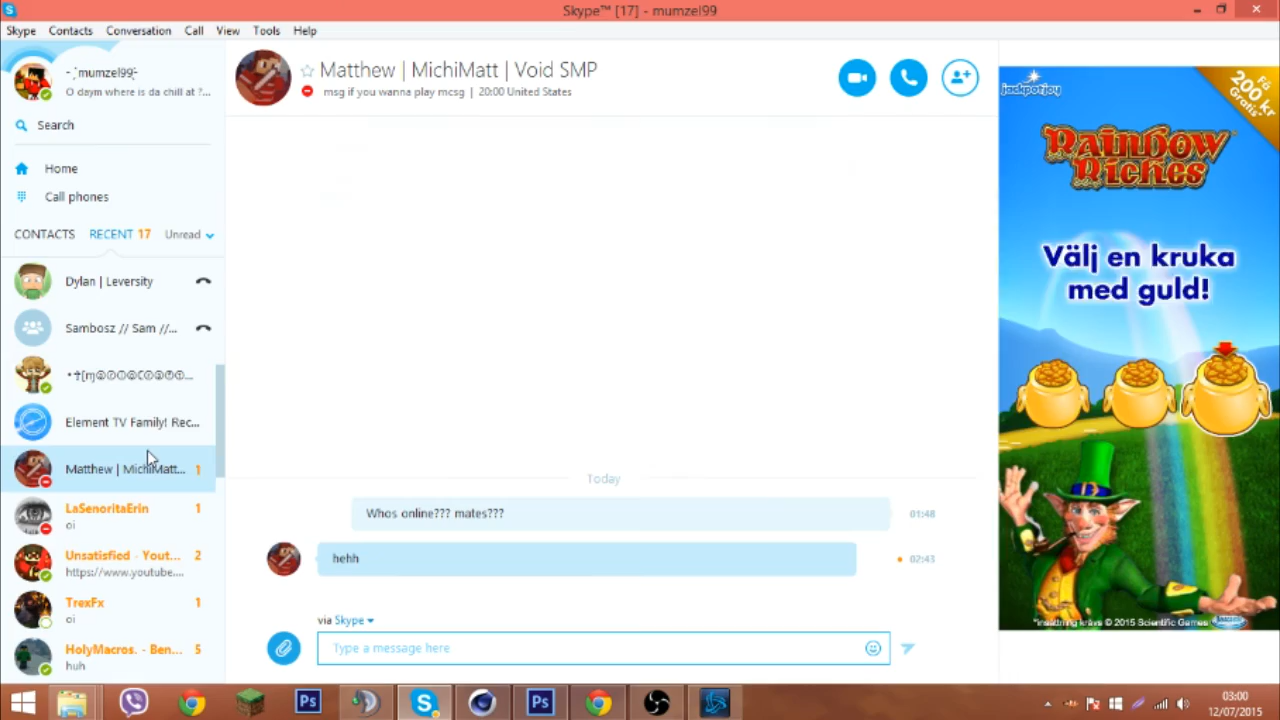 Skype™ [17] - mumzel99
Skype Contacts Conversation Call View Tools Help
O daym where is da chill at ?...
Search
Home
Call phones
CONTACTS RECENT 17 Unread
Dylan | Leversity
Sambosz // Sam //...
Element TV Family! Rec...
Matthew | MichiMatt... 1
LaSenoritaErin 1
oi
Unsatisfied - Yout... 2
https://www.youtube....
TrexFx 1
oi
HolyMacros. - Ben... 5
huh
Matthew | MichiMatt | Void SMP
msg if you wanna play mcsg | 20:00 United States
Today
Whos online??? mates??? 01:48
hehh 02:43
via Skype
Type a message here
jackpotjoy
Få
200 kr
Gratis*
Rainbow
Riches
Välj en kruka
med guld!
*insättning krävs © 2015 Scientific Games
Ps
Ps
03:00
12/07/2015